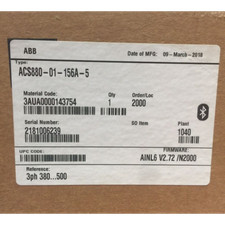 ABB
Date of MFG: 09-March-2018
Type:
ACS880-01-156A-5
Material Code: Qty Order/Loc
3AUA0000143754 1 2000
Serial Number SO Item Plant
2181006239 1040
UPC CODE: FIRMWARE:
AINL6 V2.72 /N2000
Reference:
3ph 380...500